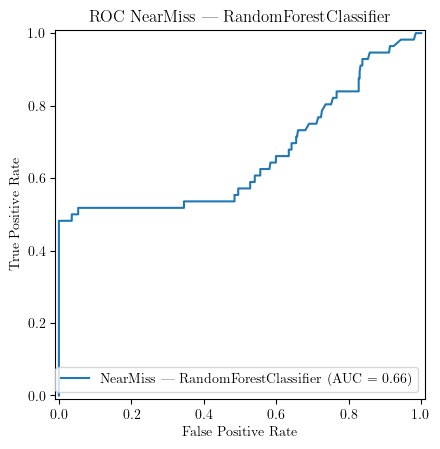 ROC NearMiss — RandomForestClassifier
1.0
0.8
0.6
0.4
0.2
0.0
True Positive Rate
NearMiss — RandomForestClassifier (AUC = 0.66)
0.0 0.2 0.4 0.6 0.8 1.0
False Positive Rate